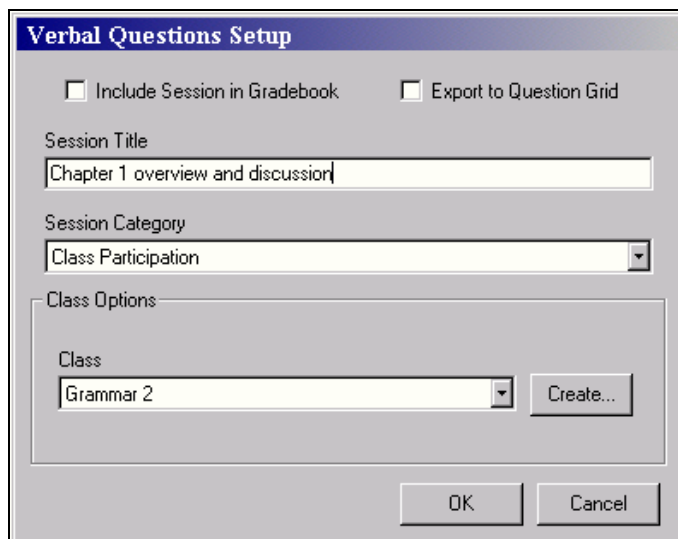 Verbal Questions Setup
Include Session in Gradebook Export to Question Grid
Session Title
Chapter 1 overview and discussion
Session Category
Class Participation
Class Options
Class
Grammar 2 Create...
OK Cancel